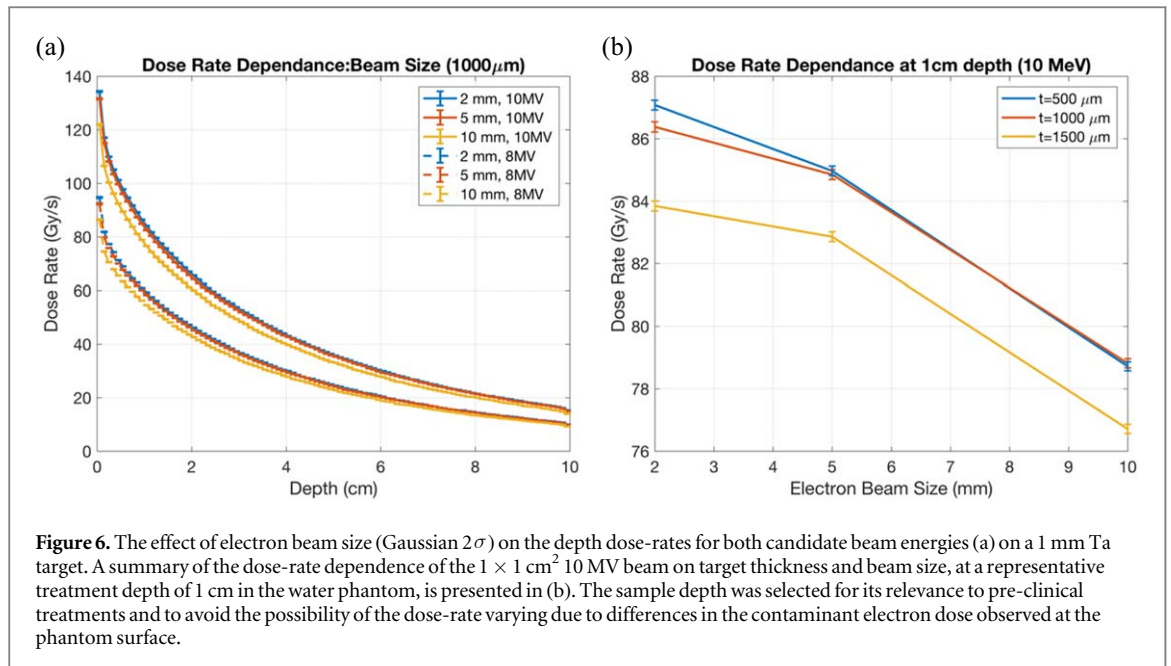 (a)
Dose Rate Dependance:Beam Size (1000μm)
140
120
100
80
60
40
20
0
Dose Rate (Gy/s)
0 2 4 6 8 10
Depth (cm)
2 mm, 10MV
5 mm, 10MV
10 mm, 10MV
2 mm, 8MV
5 mm, 8MV
10 mm, 8MV
(b)
Dose Rate Dependance at 1cm depth (10 MeV)
88
86
84
82
80
78
76
Dose Rate (Gy/s)
2 3 4 5 6 7 8 9 10
Electron Beam Size (mm)
t=500 μm
t=1000 μm
t=1500 μm
Figure 6. The effect of electron beam size (Gaussian 2σ) on the depth dose-rates for both candidate beam energies (a) on a 1 mm Ta
target. A summary of the dose-rate dependence of the 1 × 1 cm² 10 MV beam on target thickness and beam size, at a representative
treatment depth of 1 cm in the water phantom, is presented in (b). The sample depth was selected for its relevance to pre-clinical
treatments and to avoid the possibility of the dose-rate varying due to differences in the contaminant electron dose observed at the
phantom surface.